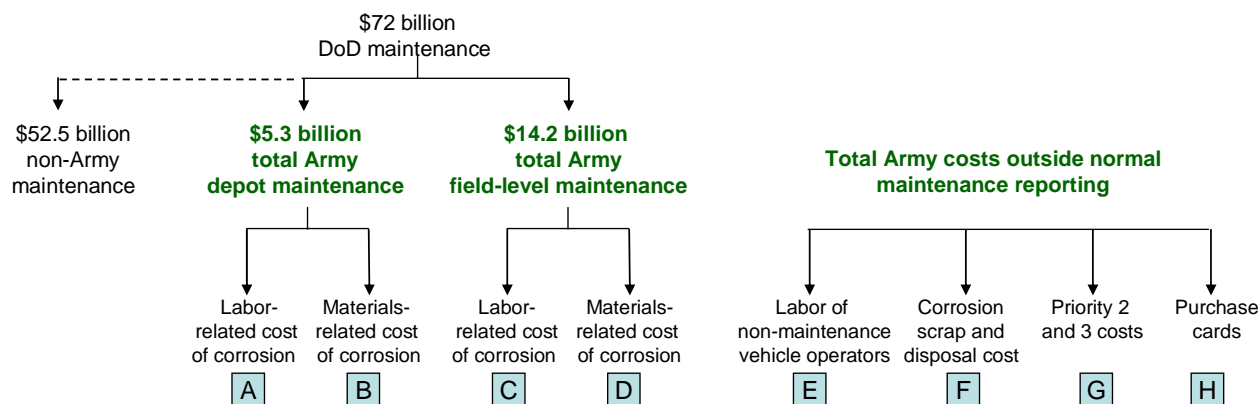 $72 billion
DoD maintenance
$52.5 billion
non-Army
maintenance
$5.3 billion
total Army
depot maintenance
$14.2 billion
total Army
field-level maintenance
Total Army costs outside normal
maintenance reporting
Labor-
related cost
of corrosion
A
Materials-
related cost
of corrosion
B
Labor-
related cost
of corrosion
C
Materials-
related cost
of corrosion
D
Labor of
non-maintenance
vehicle operators
E
Corrosion
scrap and
disposal cost
F
Priority 2
and 3 costs
G
Purchase
cards
H